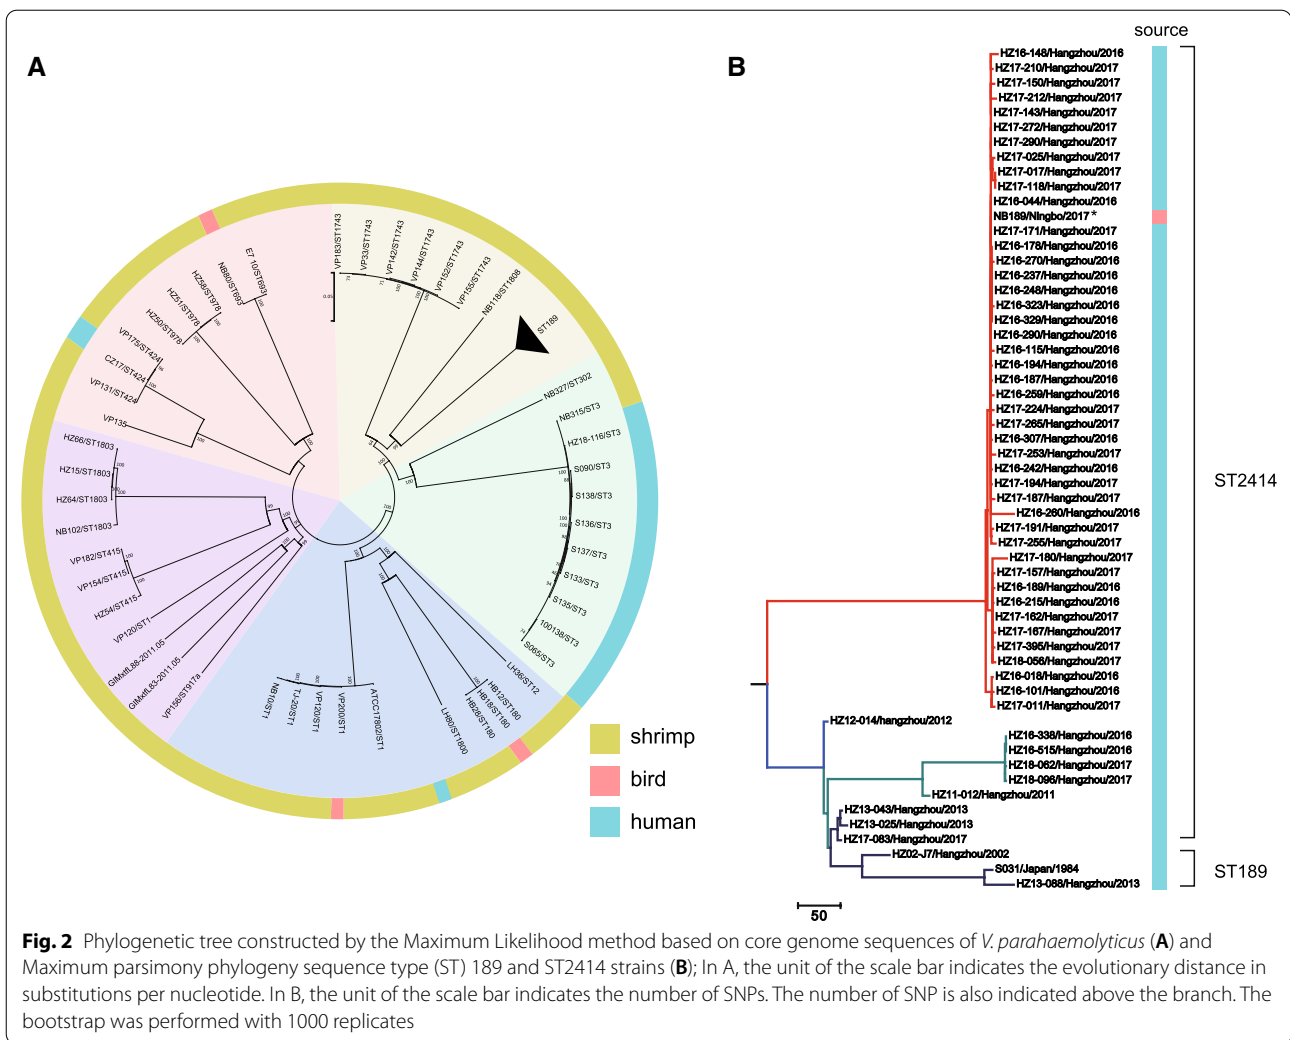 A
VP183/ST1743
VP33/ST1743
VP142/ST1743
VP144/ST1743
VP152/ST1743
VP155/ST1743
NB118/ST1808
ST189
NB327/ST302
NB315/ST3
HZ18-116/ST3
S090/ST3
S138/ST3
S136/ST3
S137/ST3
S133/ST3
S135/ST3
100138/ST3
S065/ST3
LH36/ST12
HB12/ST180
HB18/ST180
HB28/ST180
LH80/ST1800
ATCC17802/ST1
VP200/ST1
VP120/ST1
TJ-20/ST1
NB10/ST1
VP156/ST917a
GIMxtfL83-2011.05
GIMxtfL88-2011.05
VP120/ST1
HZ54/ST415
VP154/ST415
VP182/ST415
NB102/ST1803
HZ64/ST1803
HZ15/ST1803
HZ66/ST1803
VP135
VP131/ST424
CZ17/ST424
VP175/ST424
HZ50/ST978
HZ51/ST978
HZ58/ST978
NB80/ST693
E7 10/ST693
0.05
shrimp
bird
human
B
source
HZ16-148/Hangzhou/2016
HZ17-210/Hangzhou/2017
HZ17-150/Hangzhou/2017
HZ17-212/Hangzhou/2017
HZ17-143/Hangzhou/2017
HZ17-272/Hangzhou/2017
HZ17-290/Hangzhou/2017
HZ17-025/Hangzhou/2017
HZ17-017/Hangzhou/2017
HZ17-118/Hangzhou/2017
HZ16-044/Hangzhou/2016
NB189/NIngbo/2017*
HZ17-171/Hangzhou/2017
HZ16-178/Hangzhou/2016
HZ16-270/Hangzhou/2016
HZ16-237/Hangzhou/2016
HZ16-248/Hangzhou/2016
HZ16-323/Hangzhou/2016
HZ16-329/Hangzhou/2016
HZ16-290/Hangzhou/2016
HZ16-115/Hangzhou/2016
HZ16-194/Hangzhou/2016
HZ16-187/Hangzhou/2016
HZ16-259/Hangzhou/2016
HZ17-224/Hangzhou/2017
HZ17-265/Hangzhou/2017
HZ16-307/Hangzhou/2016
HZ17-253/Hangzhou/2017
HZ16-242/Hangzhou/2016
HZ17-194/Hangzhou/2017
HZ17-187/Hangzhou/2017
HZ16-260/Hangzhou/2016
HZ17-191/Hangzhou/2017
HZ17-255/Hangzhou/2017
HZ17-180/Hangzhou/2017
HZ17-157/Hangzhou/2017
HZ16-189/Hangzhou/2016
HZ16-215/Hangzhou/2016
HZ17-162/Hangzhou/2017
HZ17-167/Hangzhou/2017
HZ17-395/Hangzhou/2017
HZ18-056/Hangzhou/2017
HZ16-018/Hangzhou/2016
HZ16-101/Hangzhou/2016
HZ17-011/Hangzhou/2017
HZ12-014/hangzhou/2012
HZ16-338/Hangzhou/2016
HZ16-515/Hangzhou/2016
HZ18-062/Hangzhou/2017
HZ18-096/Hangzhou/2017
HZ11-012/Hangzhou/2011
HZ13-043/Hangzhou/2013
HZ13-025/Hangzhou/2013
HZ17-083/Hangzhou/2017
HZ02-J7/Hangzhou/2002
S031/Japan/1984
HZ13-088/Hangzhou/2013
ST2414
ST189
50
Fig. 2 Phylogenetic tree constructed by the Maximum Likelihood method based on core genome sequences of V. parahaemolyticus (A) and
Maximum parsimony phylogeny sequence type (ST) 189 and ST2414 strains (B); In A, the unit of the scale bar indicates the evolutionary distance in
substitutions per nucleotide. In B, the unit of the scale bar indicates the number of SNPs. The number of SNP is also indicated above the branch. The
bootstrap was performed with 1000 replicates